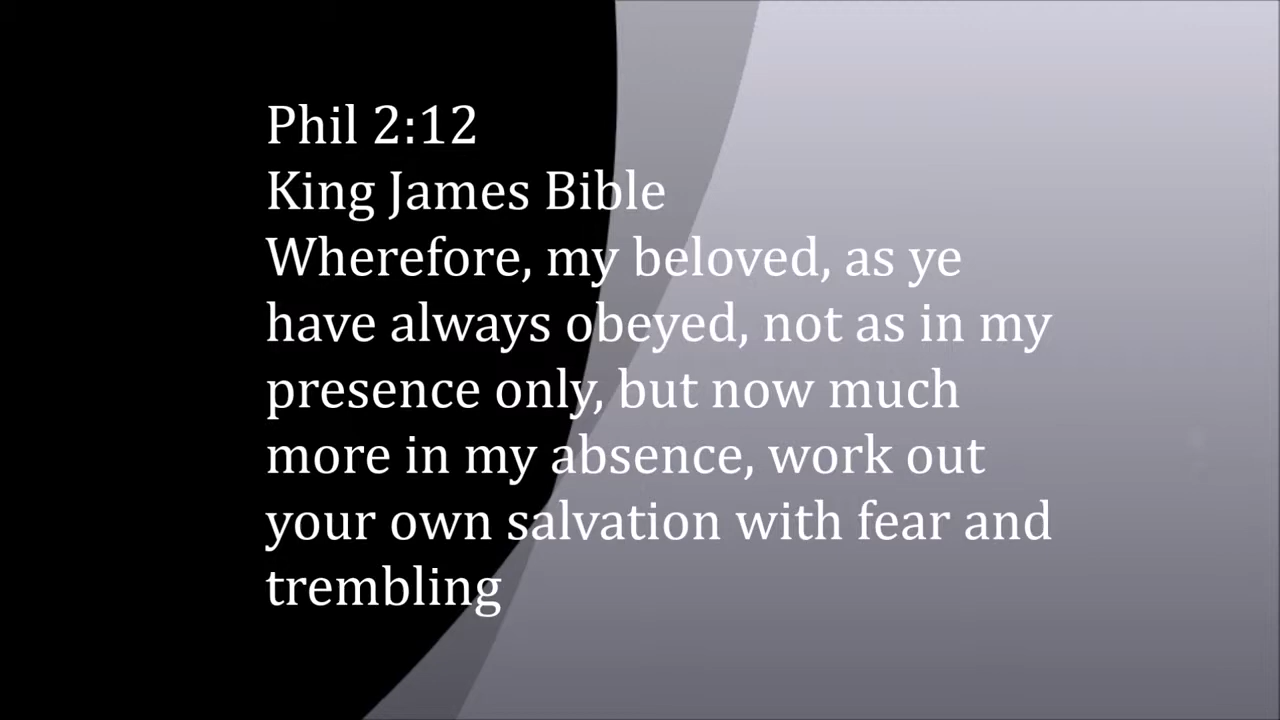 Phil 2:12
King James Bible
Wherefore, my beloved, as ye
have always obeyed, not as in my
presence only, but now much
more in my absence, work out
your own salvation with fear and
trembling